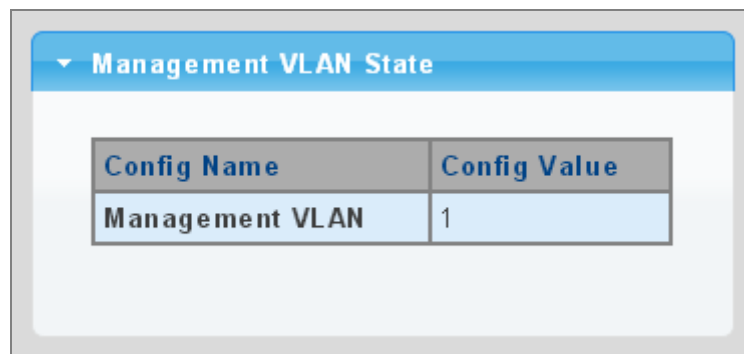 Management VLAN State
Config Name Config Value
Management VLAN 1